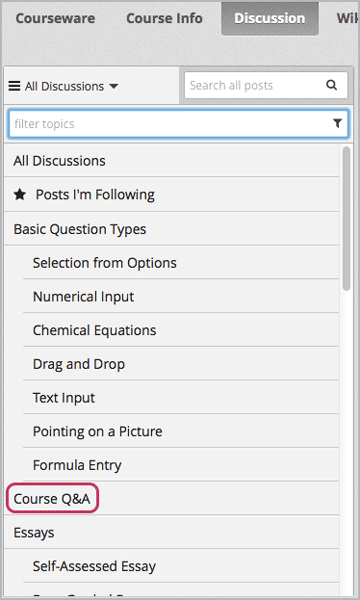 Courseware Course Info Discussion Wik
All Discussions Search all posts
filter topics
All Discussions
Posts I'm Following
Basic Question Types
Selection from Options
Numerical Input
Chemical Equations
Drag and Drop
Text Input
Pointing on a Picture
Formula Entry
Course Q&A
Essays
Self-Assessed Essay